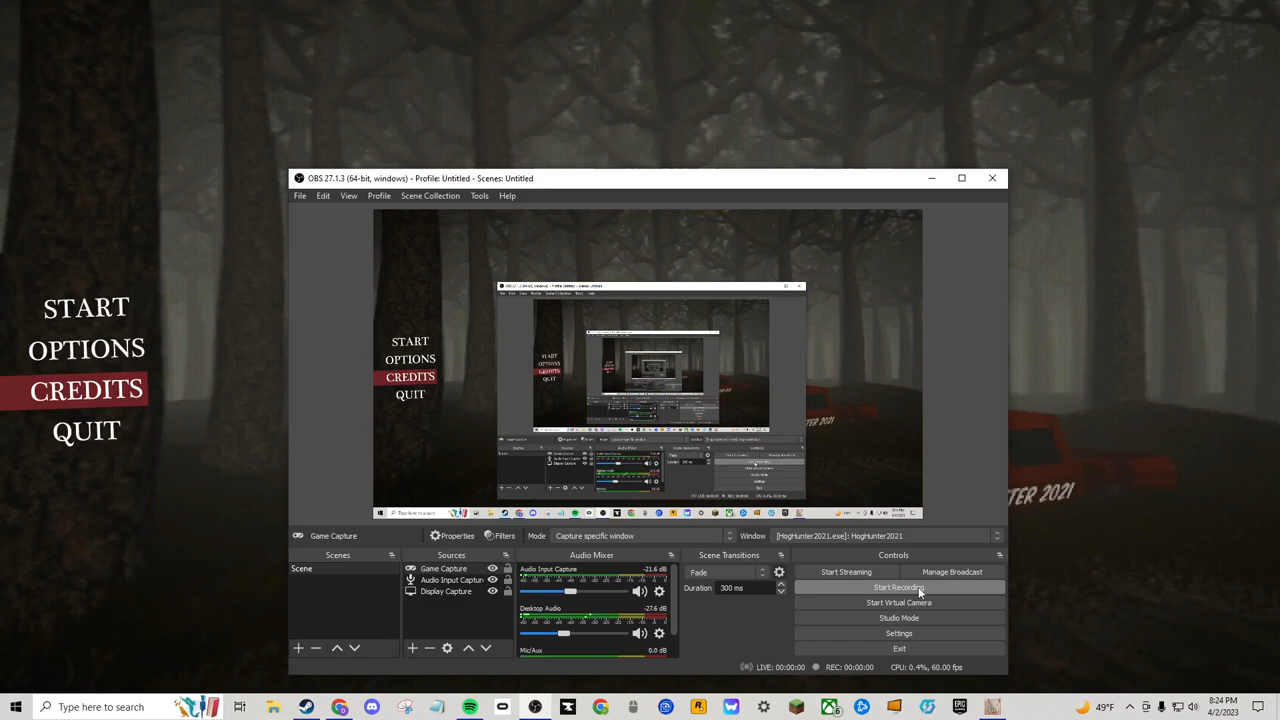 START
OPTIONS
CREDITS
QUIT
TER 2021
OBS 27.1.3 (64-bit, windows) - Profile: Untitled - Scenes: Untitled
File Edit View Profile Scene Collection Tools Help
START
OPTIONS
CREDITS
QUIT
START
OPTIONS
CREDITS
QUIT
Game Capture Properties Filters Mode Capture specific window Window [HogHunter2021.exe]: HogHunter2021
Scenes Sources Audio Mixer Scene Transitions Controls
Scene
Game Capture
Audio Input Captur
Display Capture
Audio Input Capture -21.6 dB
Desktop Audio -27.6 dB
Mic/Aux 0.0 dB
Fade
Duration 300 ms
Start Streaming Manage Broadcast
Start Recording
Start Virtual Camera
Studio Mode
Settings
Exit
LIVE: 00:00:00 REC: 00:00:00 CPU: 0.4%, 60.00 fps
Type here to search
49°F
8:24 PM
4/2/2023